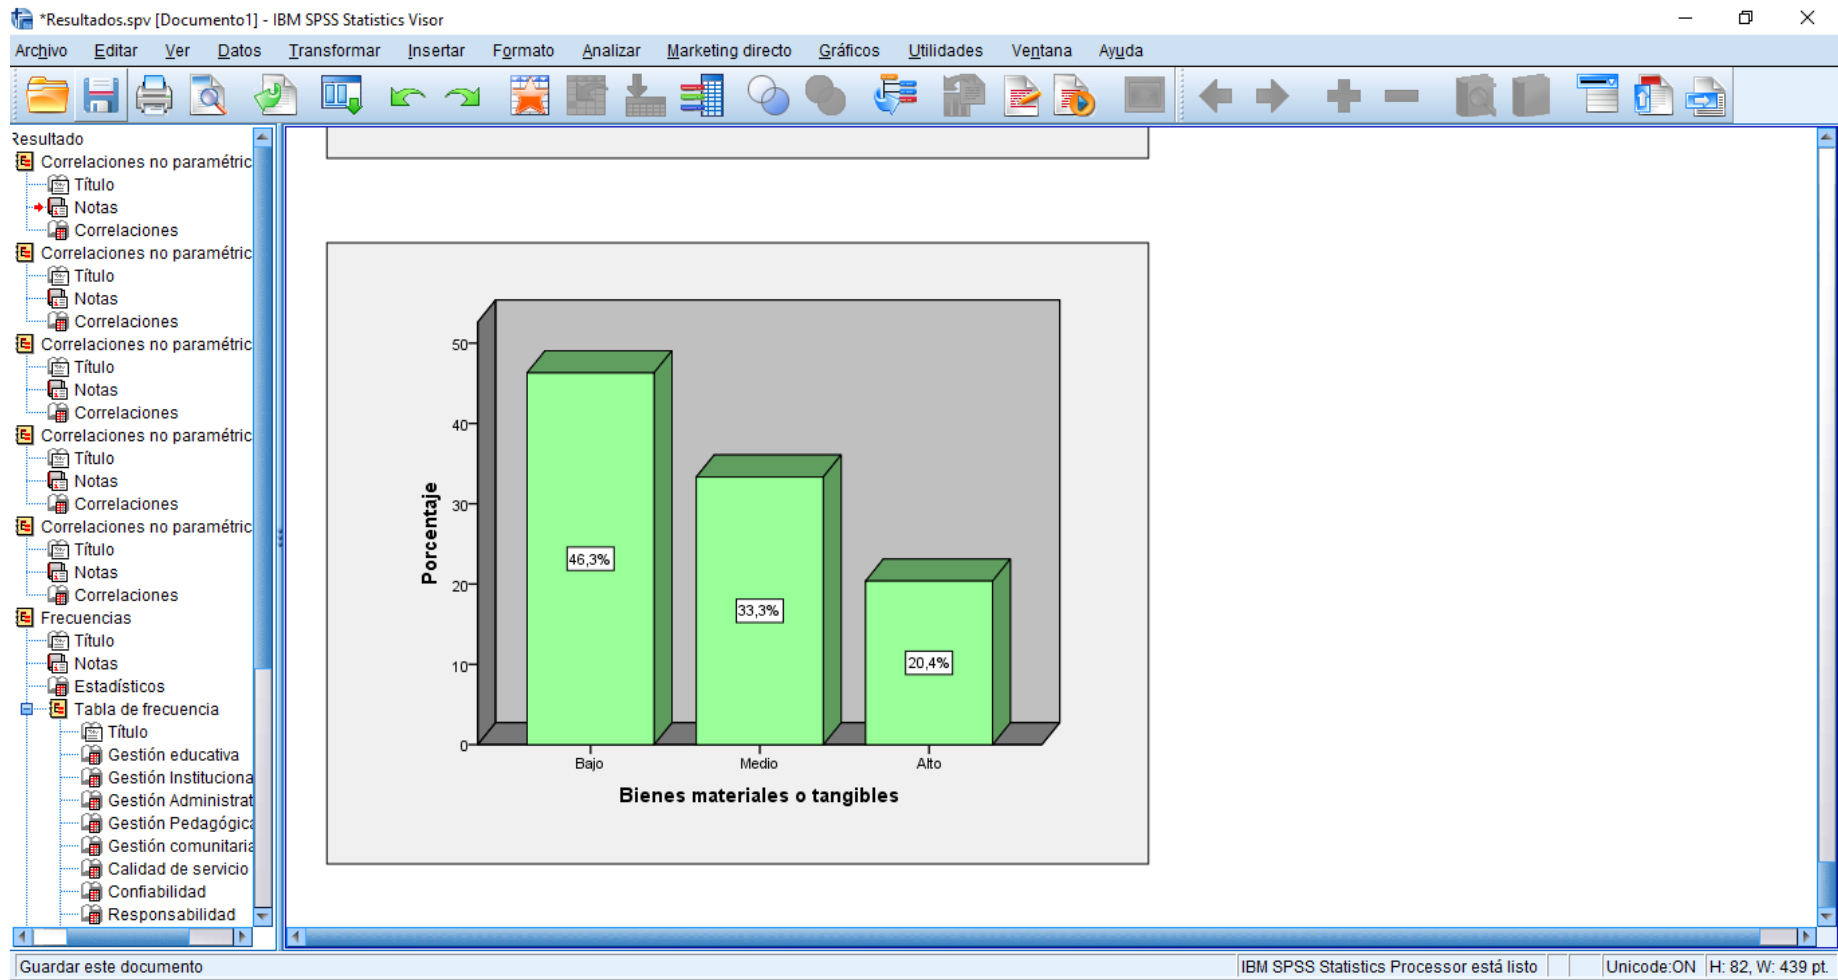 *Resultados.spv [Documento1] - IBM SPSS Statistics Visor
Archivo Editar Ver Datos Transformar Insertar Formato Analizar Marketing directo Gráficos Utilidades Ventana Ayuda
Resultado
Correlaciones no paramétric
Título
Notas
Correlaciones
Correlaciones no paramétric
Título
Notas
Correlaciones
Correlaciones no paramétric
Título
Notas
Correlaciones
Correlaciones no paramétric
Título
Notas
Correlaciones
Correlaciones no paramétric
Título
Notas
Correlaciones
Frecuencias
Título
Notas
Estadísticos
Tabla de frecuencia
Título
Gestión educativa
Gestión Instituciona
Gestión Administrat
Gestión Pedagógica
Gestión comunitaria
Calidad de servicio
Confiabilidad
Responsabilidad
Porcentaje
50
40
30
20
10
0
46,3%
33,3%
20,4%
Bajo Medio Alto
Bienes materiales o tangibles
Guardar este documento IBM SPSS Statistics Processor está listo Unicode:ON H: 82, W: 439 pt.